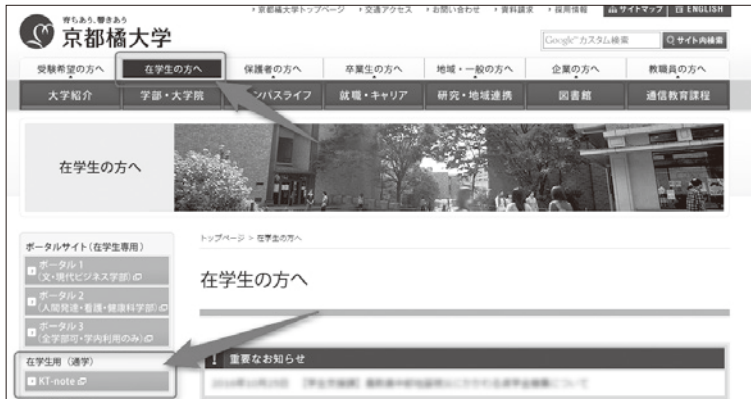 ・京都橘大学トップページ ・交通アクセス ・お問い合わせ ・資料請求 ・採用情報 サイトマップ ENGLISH
育ちあう、響きあう
京都橘大学
Google カスタム検索 サイト内検索
受験希望の方へ 在学生の方へ 保護者の方へ 卒業生の方へ 地域・一般の方へ 企業の方へ 教職員の方へ
大学紹介 学部・大学院 ンパスライフ 就職・キャリア 研究・地域連携 図書館 通信教育課程
在学生の方へ
トップページ > 在学生の方へ
ポータルサイト(在学生専用)
ポータル 1
(文・現代ビジネス学部)
ポータル 2
(人間発達・看護・健康科学部)
ポータル 3
(全学部可・学内利用のみ)
在学生用(通学)
KT-note
在学生の方へ
! 重要なお知らせ